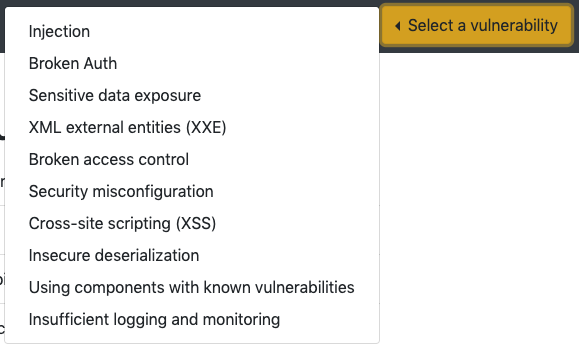 Select a vulnerability
Injection
Broken Auth
Sensitive data exposure
XML external entities (XXE)
Broken access control
Security misconfiguration
Cross-site scripting (XSS)
Insecure deserialization
Using components with known vulnerabilities
Insufficient logging and monitoring